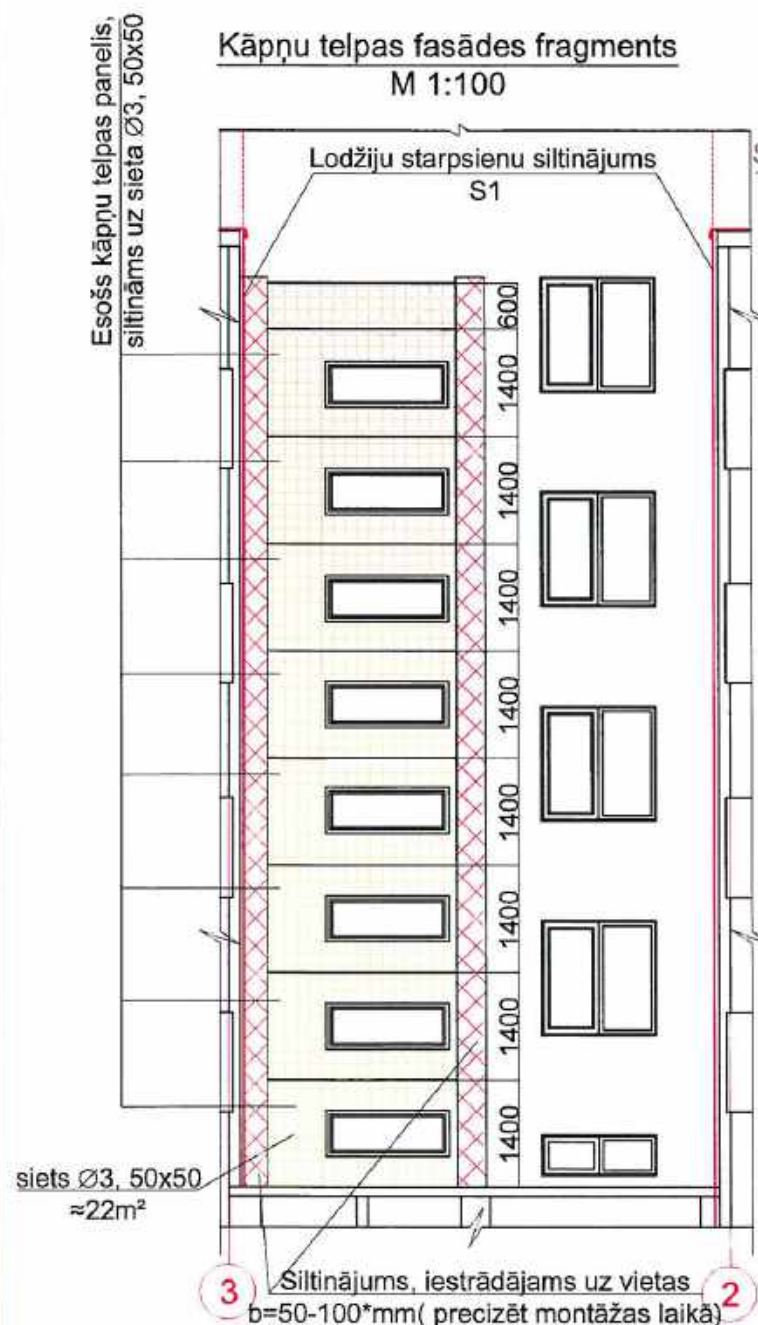 Kāpņu telpas fasādes fragments
M 1:100
Esošs kāpņu telpas panelis,
siltināms uz sieta Ø3, 50x50
Lodžiju starpsienu siltinājums
S1
600
1400
1400
1400
1400
1400
1400
1400
1400
siets Ø3, 50x50
≈22m²
3
Siltinājums, iestrādājams uz vietas
2
b=50-100*mm( precizēt montāžas laikā)